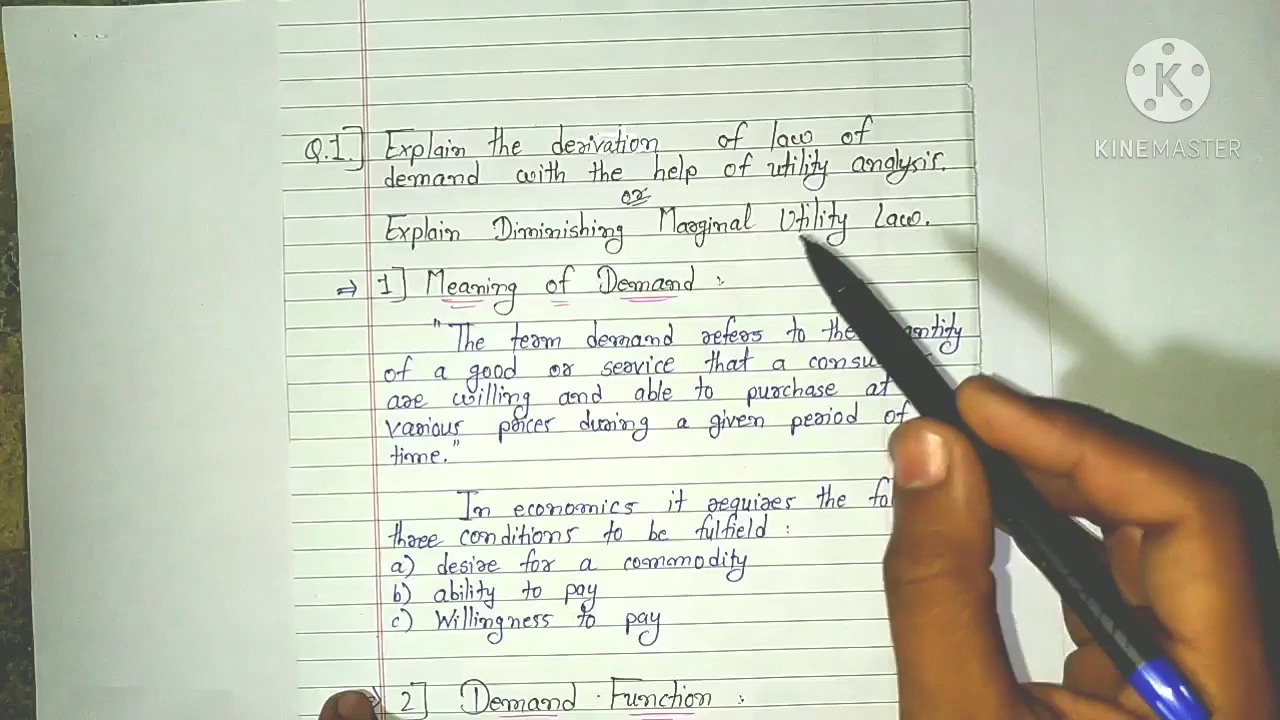 K
KINEMASTER
Q.1] Explain the derivation of law of
demand with the help of utility analysis.
or
Explain Diminishing Marginal Utility Law.
⇒ 1] Meaning of Demand :
"The term demand refers to the
of a good or service that a
are willing and able to purchase at
various prices during a given period of
time."
In economics it requires the
three conditions to be fulfield :
a) desire for a commodity
b) ability to pay
c) Willingness to pay
2] Demand Function :